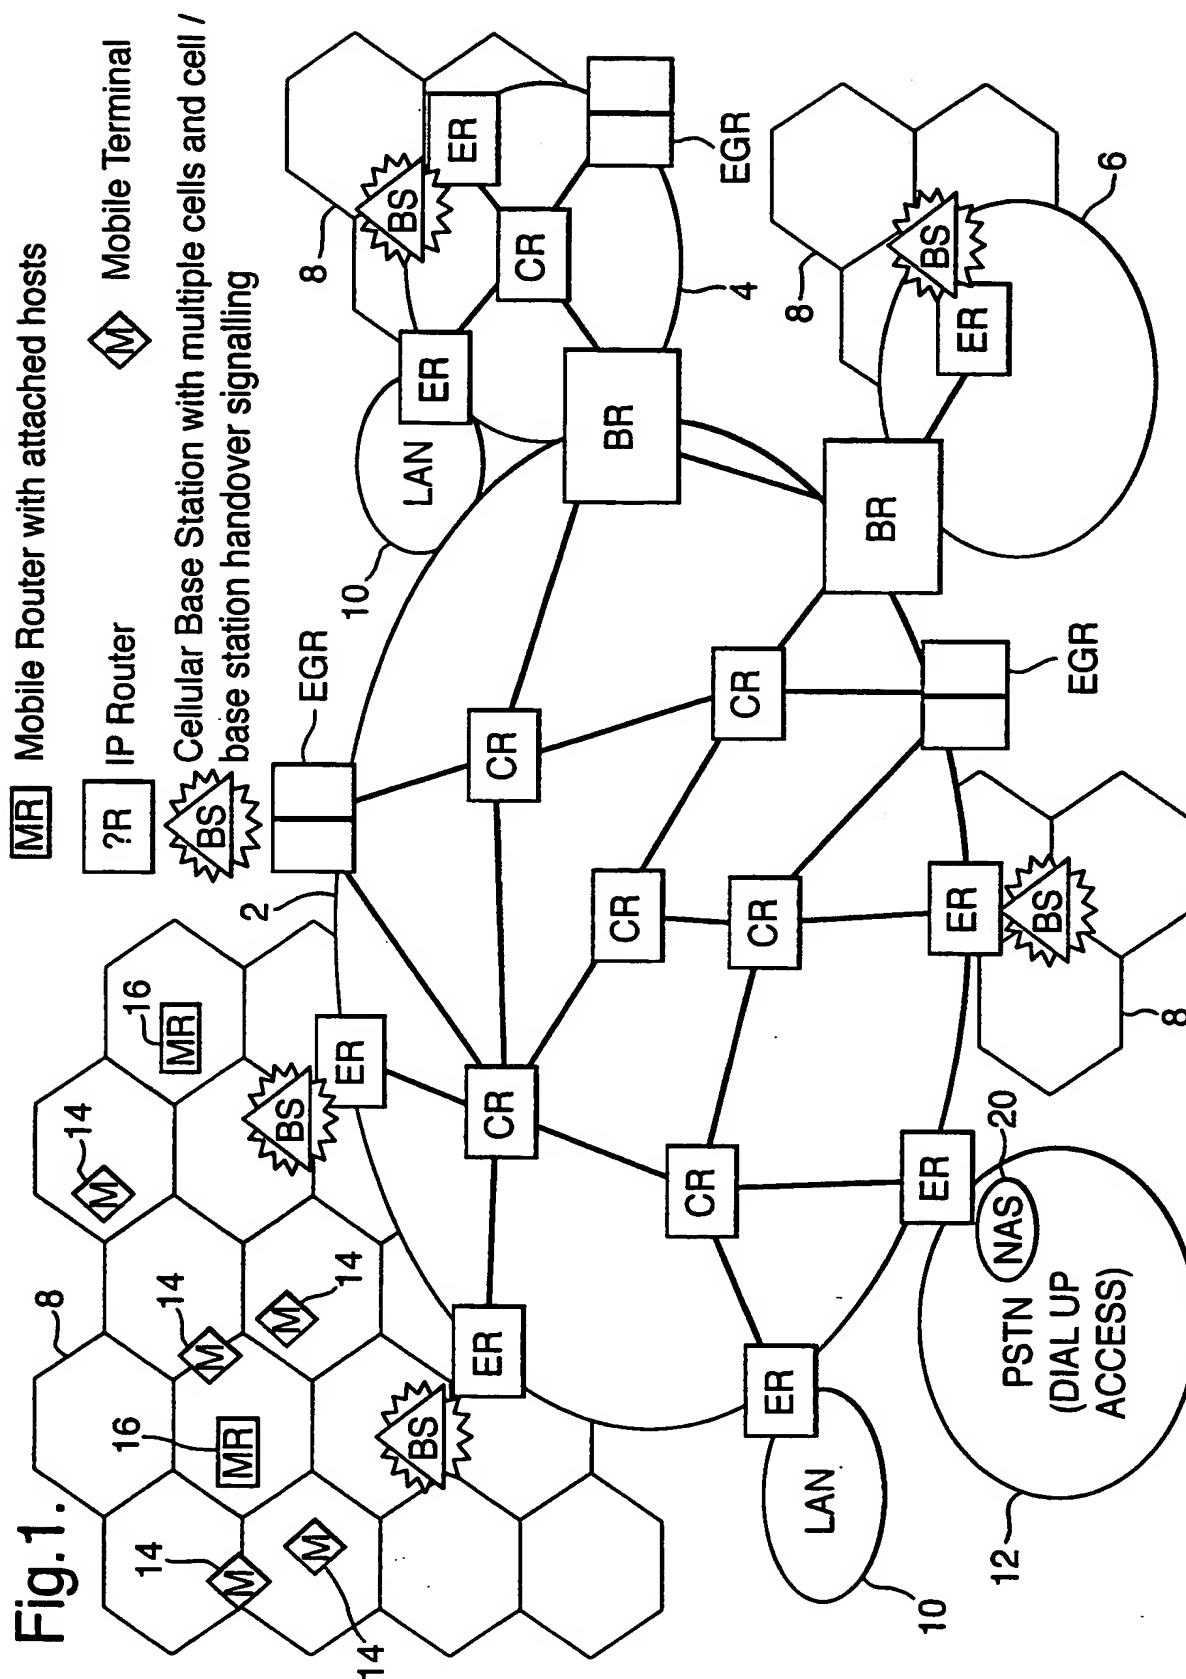 Fig.1.
MR Mobile Router with attached hosts
?R IP Router
M Mobile Terminal
BS Cellular Base Station with multiple cells and cell /
base station handover signalling
14
16
8
14
14
16
M
MR
M
M
M
MR
14
M
14
BS
BS
2
ER
ER
EGR
10
LAN
ER
8
BS
ER
CR
EGR
4
BR
CR
CR
CR
CR
CR
CR
BR
8
BS
ER
6
EGR
ER
LAN
10
ER
NAS
20
PSTN
(DIAL UP
ACCESS)
12
ER
BS
8